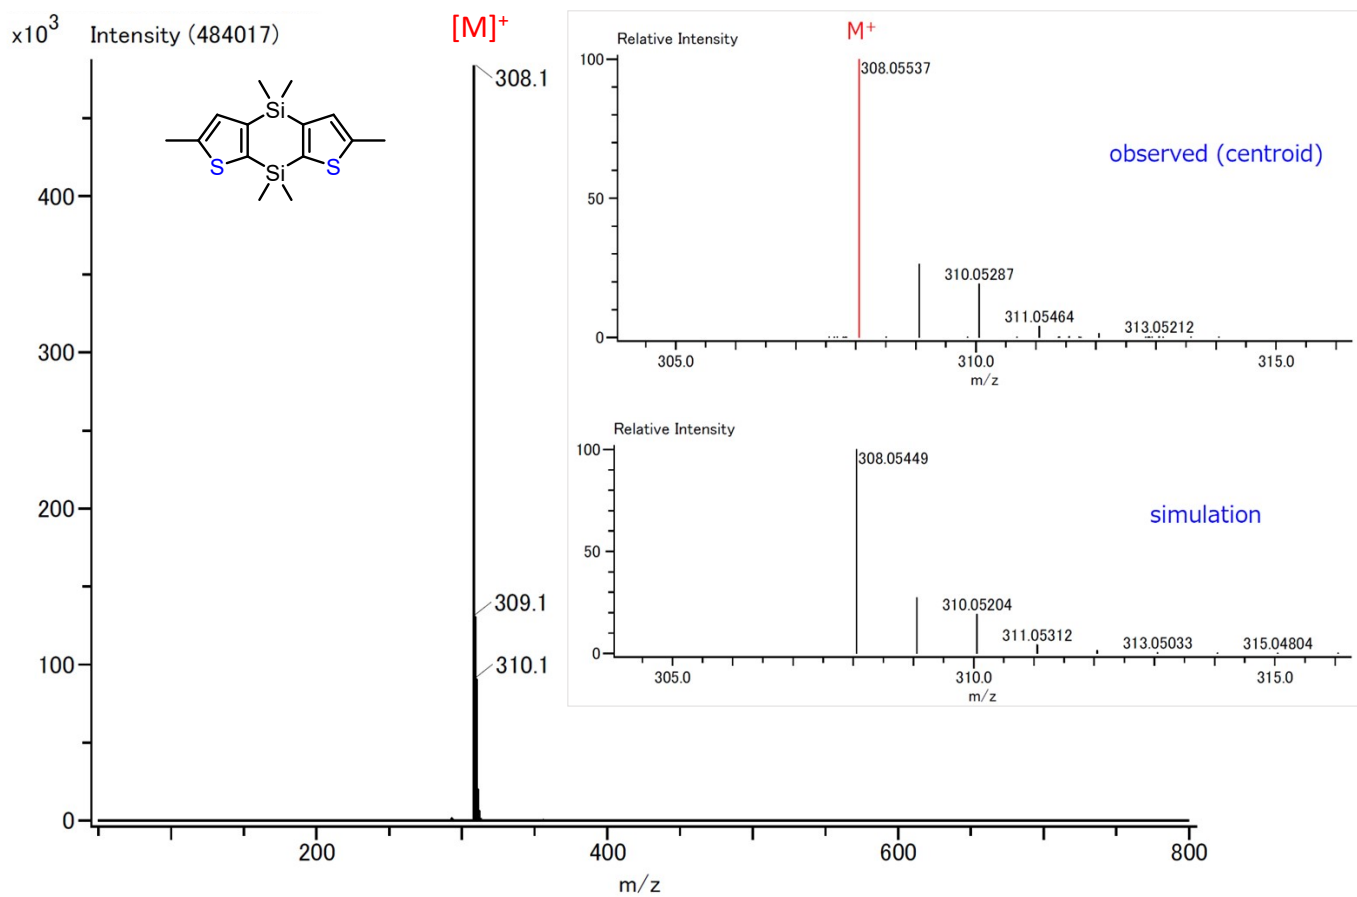 x10³ Intensity (484017)
[M]⁺
308.1
Si
S
S
Si
400
300
200
309.1
310.1
100
0
200
400
600
800
m/z
Relative Intensity
M⁺
100
308.05537
observed (centroid)
50
310.05287
311.05464
313.05212
0
305.0
310.0
315.0
m/z
Relative Intensity
100
308.05449
simulation
50
310.05204
311.05312
313.05033
315.04804
0
305.0
310.0
315.0
m/z